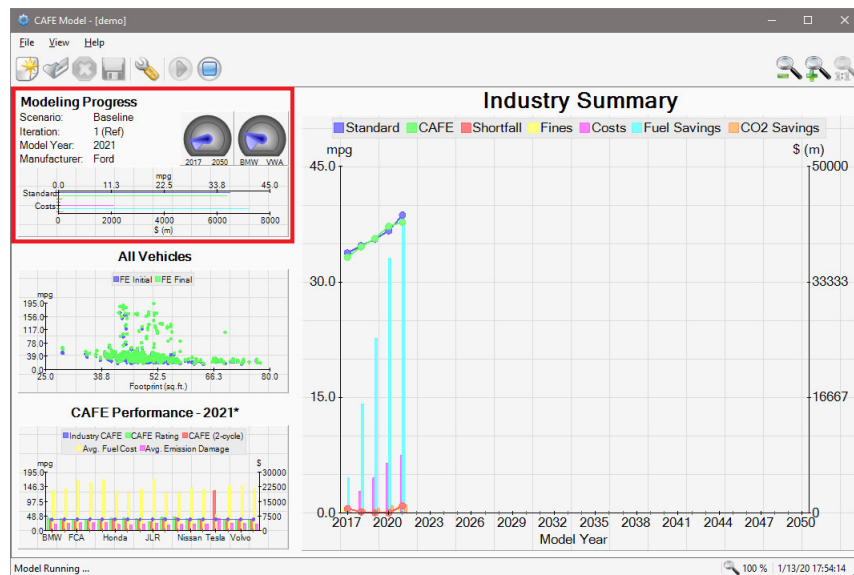 CAFE Model - [demo]
File View Help
Modeling Progress
Scenario: Baseline
Iteration: 1 (Ref)
Model Year: 2021
Manufacturer: Ford
2017 2050 BMW VWA
mpg
0.0 11.3 22.5 33.8 45.0
Standard
Costs
0 2000 4000 6000 8000
$ (m)
All Vehicles
FE Initial FE Final
mpg
195.0
156.0
117.0
78.0
39.0
0.0
25.0 38.8 52.5 66.3 80.0
Footprint (sq.ft.)
CAFE Performance - 2021*
Industry CAFE CAFE Rating CAFE (2-cycle)
Avg. Fuel Cost Avg. Emission Damage
mpg $
195.0 30000
146.3 22500
97.5 15000
48.8 7500
0.0 0
BMW FCA Honda JLR Nissan Tesla Volvo
Industry Summary
Standard CAFE Shortfall Fines Costs Fuel Savings CO2 Savings
mpg $ (m)
45.0 50000
30.0 33333
15.0 16667
0.0 0
2017 2020 2023 2026 2029 2032 2035 2038 2041 2044 2047 2050
Model Year
Model Running ... 100 % 1/13/20 17:54:14